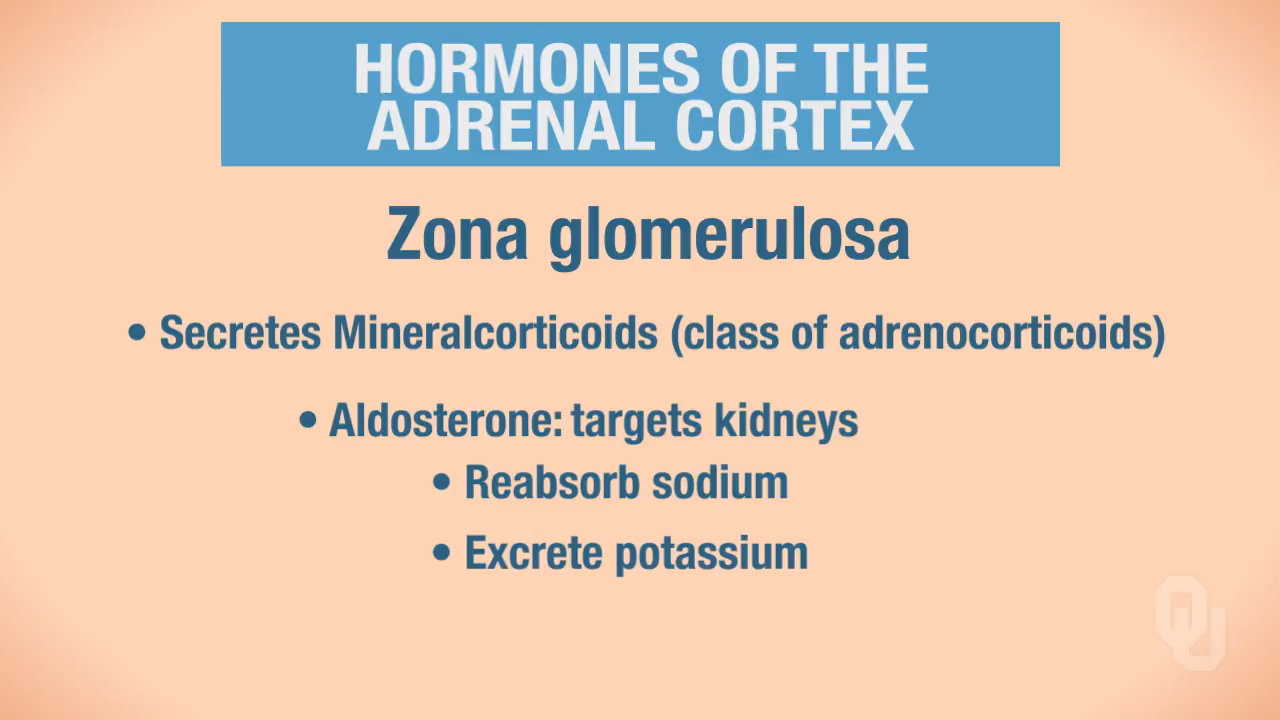 HORMONES OF THE
ADRENAL CORTEX
Zona glomerulosa
• Secretes Mineralcorticoids (class of adrenocorticoids)
• Aldosterone: targets kidneys
• Reabsorb sodium
• Excrete potassium
OU